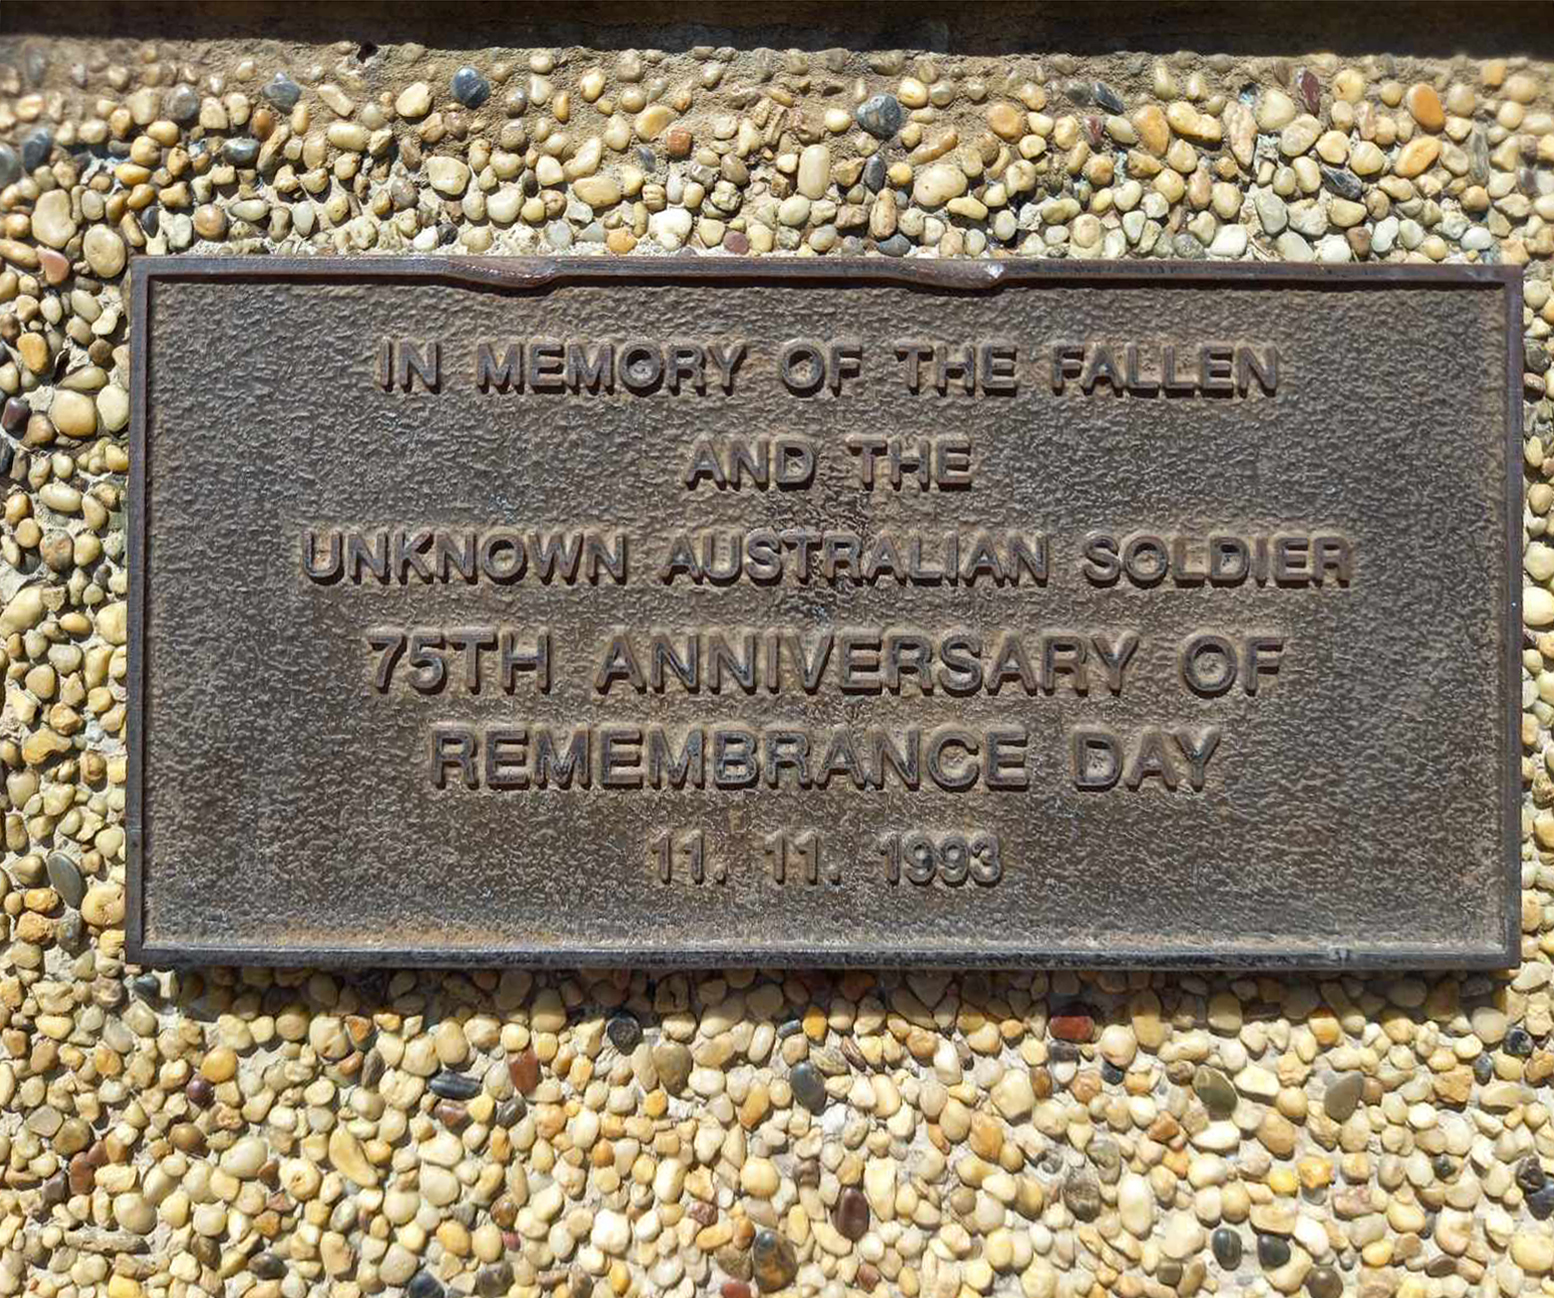 IN MEMORY OF THE FALLEN
AND THE
UNKNOWN AUSTRALIAN SOLDIER
75TH ANNIVERSARY OF
REMEMBRANCE DAY
11. 11. 1993